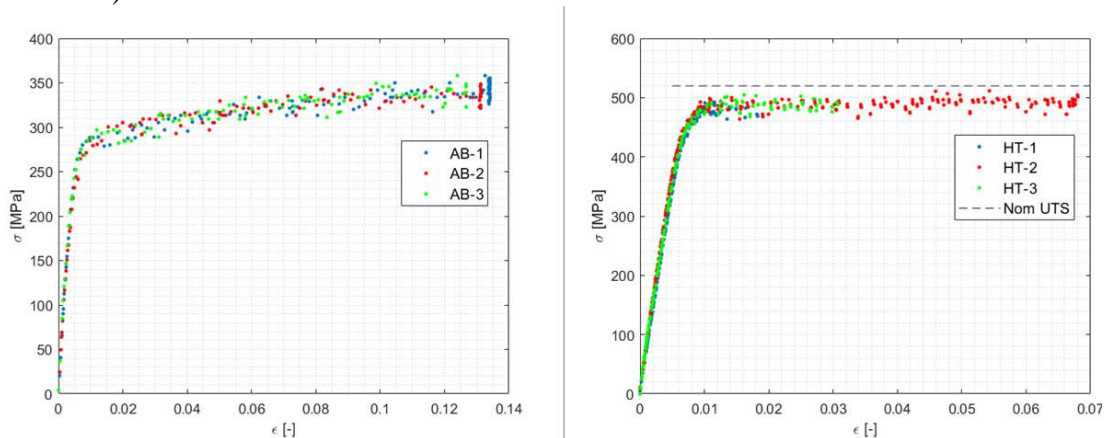 )
400
350
300
250
200
150
100
50
0
σ [MPa]
AB-1
AB-2
AB-3
0 0.02 0.04 0.06 0.08 0.1 0.12 0.14
ϵ [-]
600
500
400
300
200
100
0
σ [MPa]
HT-1
HT-2
HT-3
Nom UTS
0 0.01 0.02 0.03 0.04 0.05 0.06 0.07
ϵ [-]